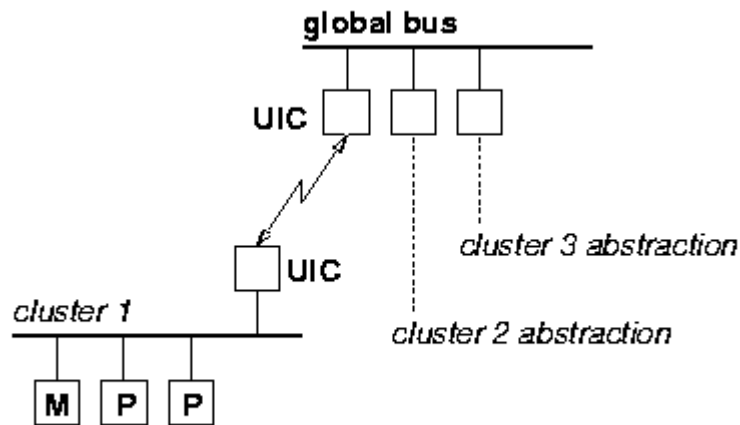 global bus
UIC
cluster 3 abstraction
UIC
cluster 1
cluster 2 abstraction
M P P